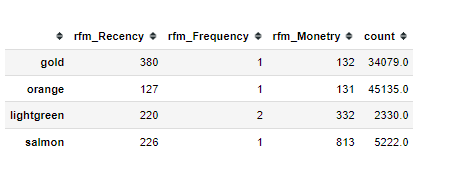 rfm_Recency rfm_Frequency rfm_Monetry count
gold 380 1 132 34079.0
orange 127 1 131 45135.0
lightgreen 220 2 332 2330.0
salmon 226 1 813 5222.0